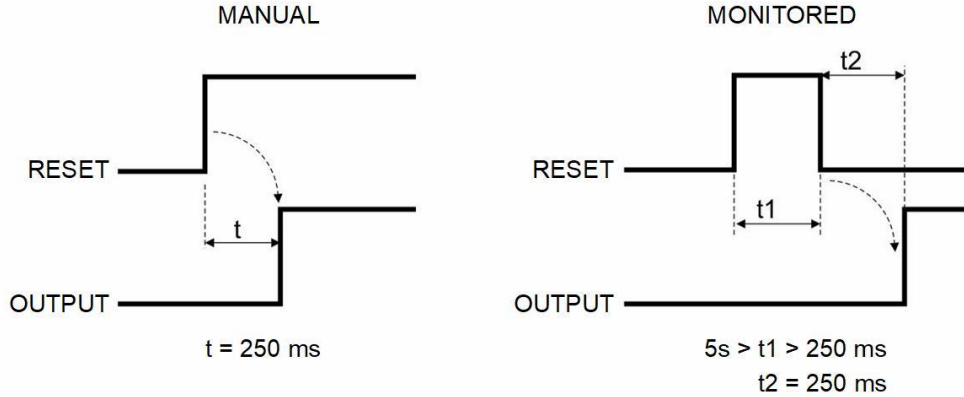 MANUAL
RESET
t
OUTPUT
t = 250 ms
MONITORED
t2
RESET
t1
OUTPUT
5s > t1 > 250 ms
t2 = 250 ms